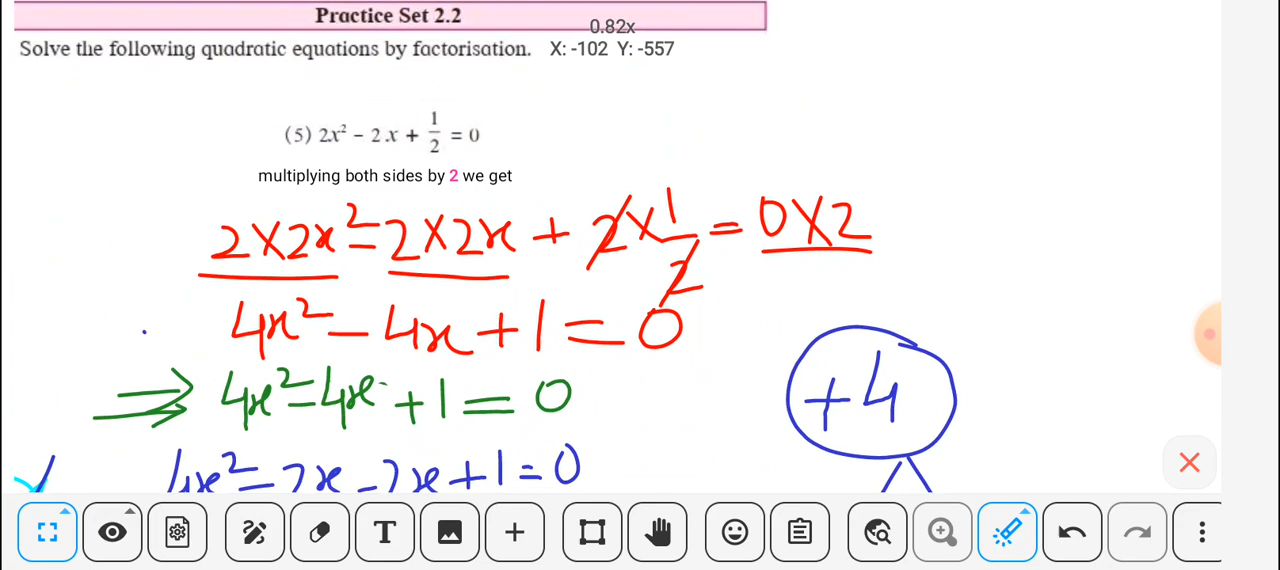 Practice Set 2.2
0.82x
Solve the following quadratic equations by factorisation. X: -102 Y: -557
(5) 2x² - 2x + 1/2 = 0
multiplying both sides by 2 we get
2×2x² - 2×2x + 2×1/2 = 0×2
4x² - 4x + 1 = 0
⇒ 4x² - 4x + 1 = 0
+4
4x² - 2x - 2x + 1 = 0
T